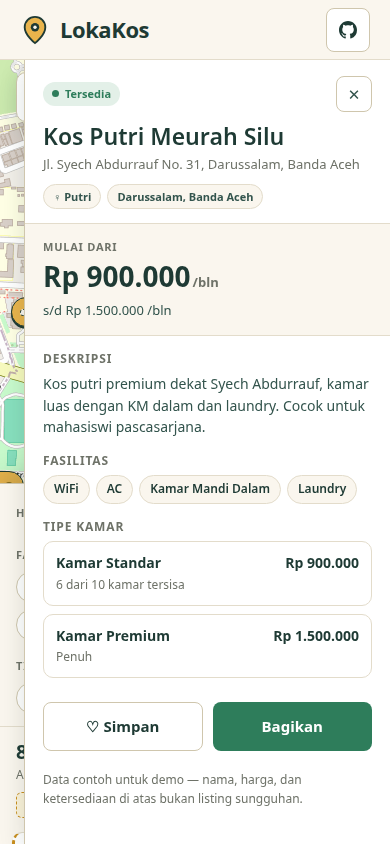 LokaKos
Tersedia
×
Kos Putri Meurah Silu
Jl. Syech Abdurrauf No. 31, Darussalam, Banda Aceh
♀ Putri
Darussalam, Banda Aceh
MULAI DARI
Rp 900.000/bln
s/d Rp 1.500.000 /bln
DESKRIPSI
Kos putri premium dekat Syech Abdurrauf, kamar
luas dengan KM dalam dan laundry. Cocok untuk
mahasiswi pascasarjana.
FASILITAS
WiFi
AC
Kamar Mandi Dalam
Laundry
TIPE KAMAR
Kamar Standar
Rp 900.000
6 dari 10 kamar tersisa
Kamar Premium
Rp 1.500.000
Penuh
♡ Simpan
Bagikan
Data contoh untuk demo — nama, harga, dan
ketersediaan di atas bukan listing sungguhan.